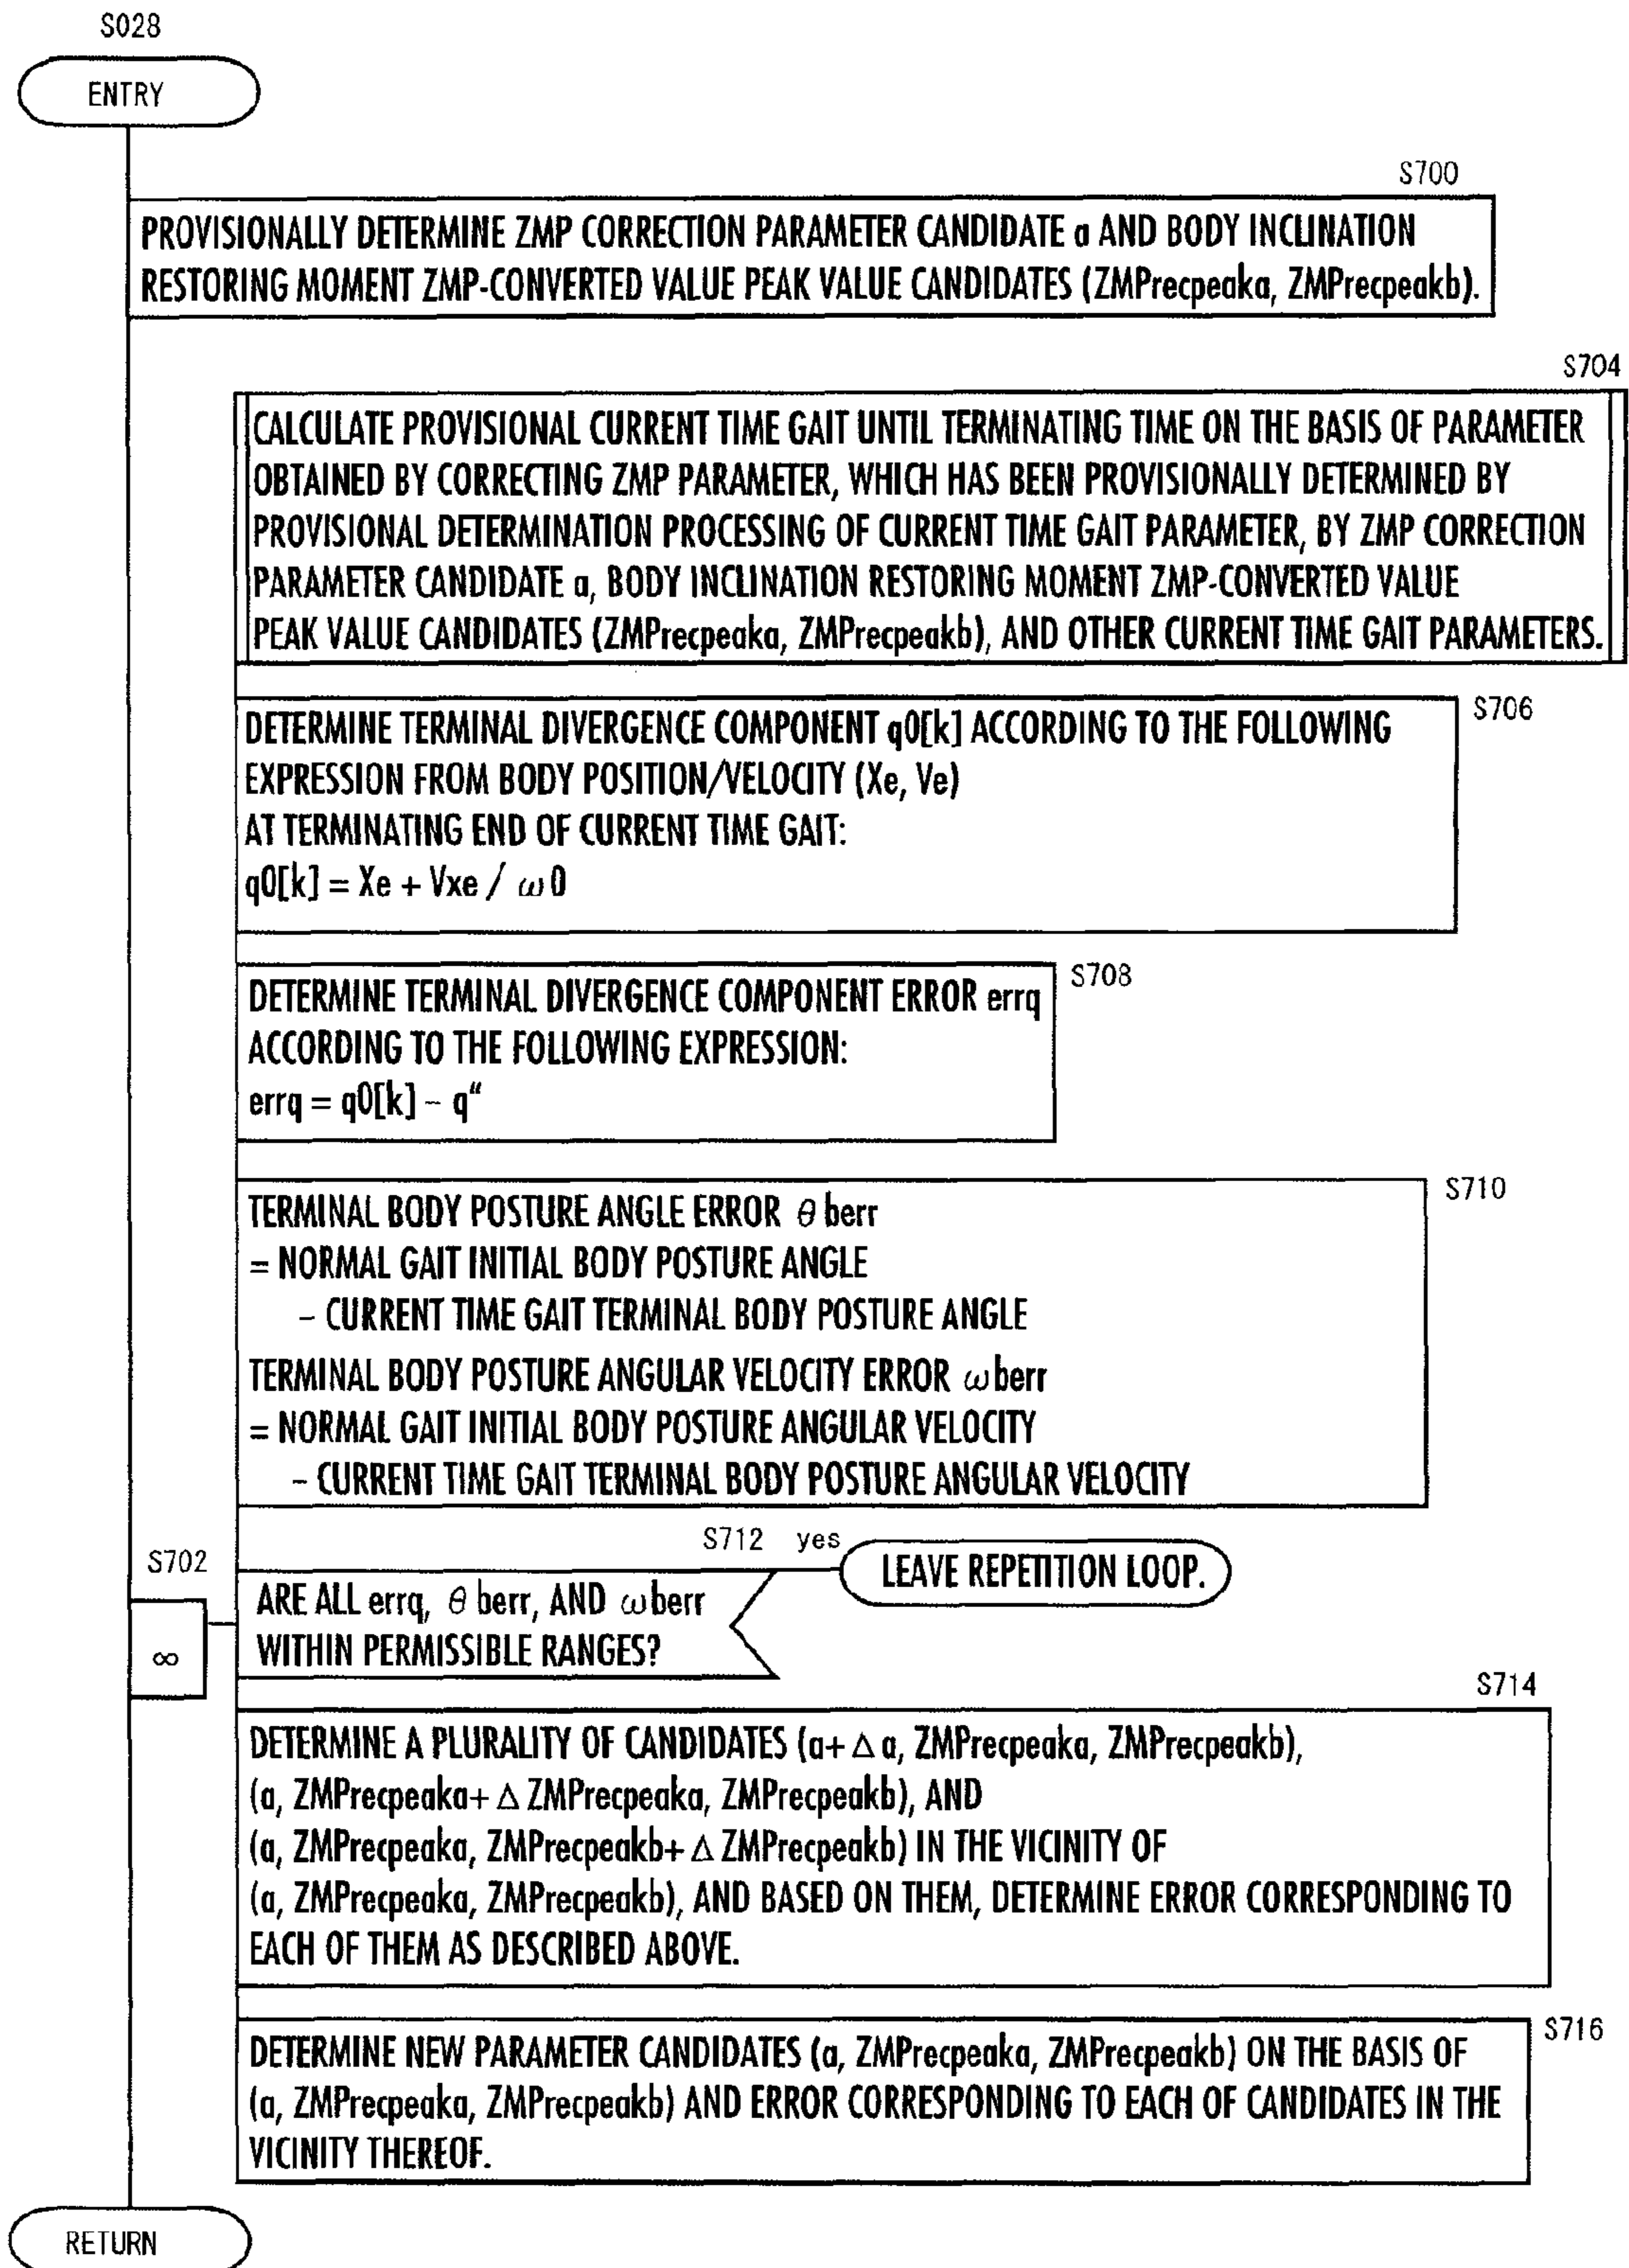 S028
ENTRY
S700
PROVISIONALLY DETERMINE ZMP CORRECTION PARAMETER CANDIDATE a AND BODY INCLINATION
RESTORING MOMENT ZMP-CONVERTED VALUE PEAK VALUE CANDIDATES (ZMPrecpeaka, ZMPrecpeakb).
S704
CALCULATE PROVISIONAL CURRENT TIME GAIT UNTIL TERMINATING TIME ON THE BASIS OF PARAMETER
OBTAINED BY CORRECTING ZMP PARAMETER, WHICH HAS BEEN PROVISIONALLY DETERMINED BY
PROVISIONAL DETERMINATION PROCESSING OF CURRENT TIME GAIT PARAMETER, BY ZMP CORRECTION
PARAMETER CANDIDATE a, BODY INCLINATION RESTORING MOMENT ZMP-CONVERTED VALUE
PEAK VALUE CANDIDATES (ZMPrecpeaka, ZMPrecpeakb), AND OTHER CURRENT TIME GAIT PARAMETERS.
S706
DETERMINE TERMINAL DIVERGENCE COMPONENT q0[k] ACCORDING TO THE FOLLOWING
EXPRESSION FROM BODY POSITION/VELOCITY (Xe, Ve)
AT TERMINATING END OF CURRENT TIME GAIT:
q0[k] = Xe + Vxe / ω0
S708
DETERMINE TERMINAL DIVERGENCE COMPONENT ERROR errq
ACCORDING TO THE FOLLOWING EXPRESSION:
errq = q0[k] – q“
S710
TERMINAL BODY POSTURE ANGLE ERROR θ berr
= NORMAL GAIT INITIAL BODY POSTURE ANGLE
– CURRENT TIME GAIT TERMINAL BODY POSTURE ANGLE
TERMINAL BODY POSTURE ANGULAR VELOCITY ERROR ω berr
= NORMAL GAIT INITIAL BODY POSTURE ANGULAR VELOCITY
– CURRENT TIME GAIT TERMINAL BODY POSTURE ANGULAR VELOCITY
S702
∞
S712 yes
LEAVE REPETITION LOOP.
ARE ALL errq, θ berr, AND ω berr
WITHIN PERMISSIBLE RANGES?
S714
DETERMINE A PLURALITY OF CANDIDATES (a+ Δ a, ZMPrecpeaka, ZMPrecpeakb),
(a, ZMPrecpeaka+ Δ ZMPrecpeaka, ZMPrecpeakb), AND
(a, ZMPrecpeaka, ZMPrecpeakb+ Δ ZMPrecpeakb) IN THE VICINITY OF
(a, ZMPrecpeaka, ZMPrecpeakb), AND BASED ON THEM, DETERMINE ERROR CORRESPONDING TO
EACH OF THEM AS DESCRIBED ABOVE.
S716
DETERMINE NEW PARAMETER CANDIDATES (a, ZMPrecpeaka, ZMPrecpeakb) ON THE BASIS OF
(a, ZMPrecpeaka, ZMPrecpeakb) AND ERROR CORRESPONDING TO EACH OF CANDIDATES IN THE
VICINITY THEREOF.
RETURN